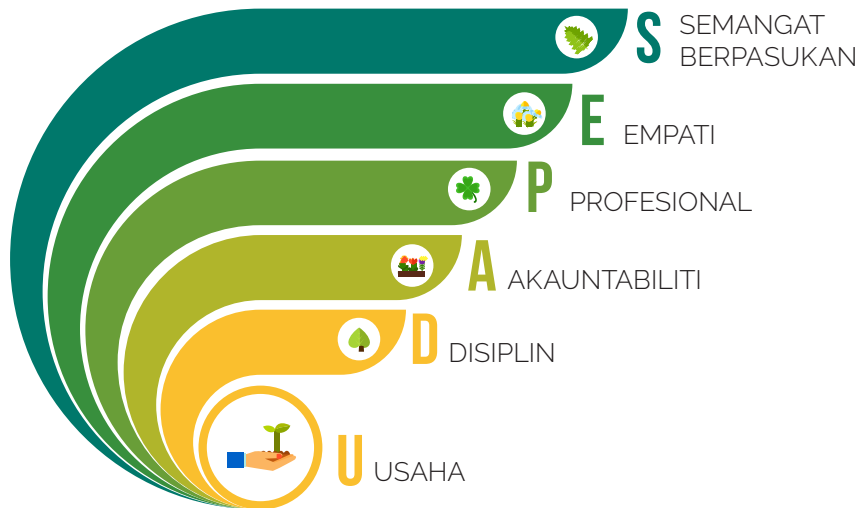 S SEMANGAT
BERPASUKAN
E EMPATI
P PROFESIONAL
A AKAUNTABILITI
D DISIPLIN
U USAHA